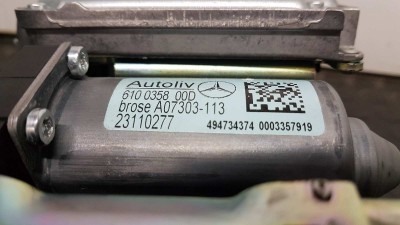 Autoliv
610 0358 00D
brose A07303-113
23110277
494734374 0003357919